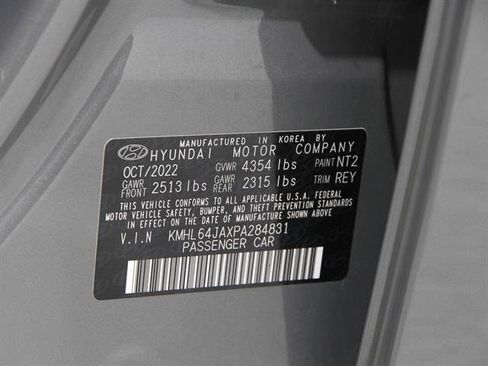 MANUFACTURED IN KOREA BY
HYUNDAI MOTOR COMPANY
OCT/2022 GVWR 4354 lbs PAINT NT2
GAWR FRONT 2513 lbs GAWR REAR 2315 lbs TRIM REY
THIS VEHICLE CONFORMS TO ALL APPLICABLE U.S.A. FEDERAL
MOTOR VEHICLE SAFETY, BUMPER, AND THEFT PREVENTION STANDARDS
IN EFFECT ON THE DATE OF MANUFACTURE SHOWN ABOVE.
V.I.N KMHL64JAXPA284831
PASSENGER CAR